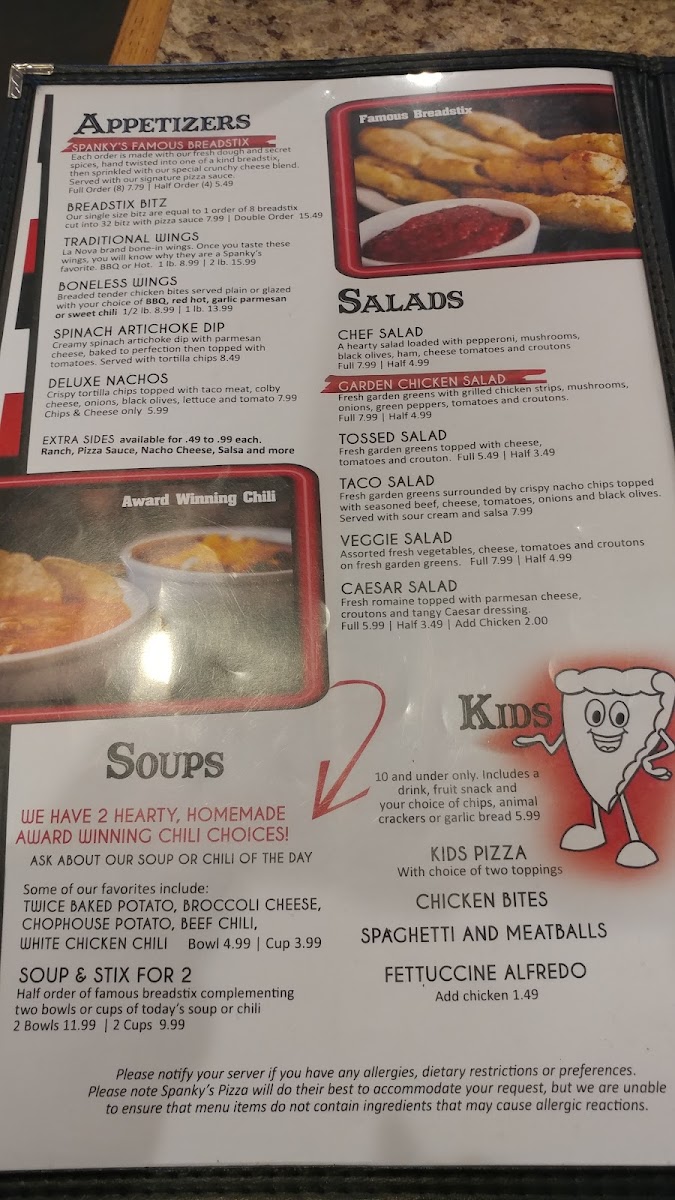 APPETIZERS
SPANKY'S FAMOUS BREADSTIX
Each order is made with our fresh dough and secret
spices, hand twisted into one of a kind breadstix,
then sprinkled with our special crunchy cheese blend.
Served with our signature pizza sauce.
Full Order (8) 7.79 | Half Order (4) 5.49
BREADSTIX BITZ
Our single size bitz are equal to 1 order of 8 breadstix
cut into 32 bitz with pizza sauce 7.99 | Double Order 15.49
TRADITIONAL WINGS
La Nova brand bone-in wings. Once you taste these
wings, you will know why they are a Spanky's
favorite. BBQ or Hot. 1 lb. 8.99 | 2 lb. 15.99
BONELESS WINGS
Breaded tender chicken bites served plain or glazed
with your choice of BBQ, red hot, garlic parmesan
or sweet chili 1/2 lb. 8.99 | 1 lb. 13.99
SPINACH ARTICHOKE DIP
Creamy spinach artichoke dip with parmesan
cheese, baked to perfection then topped with
tomatoes. Served with tortilla chips 8.49
DELUXE NACHOS
Crispy tortilla chips topped with taco meat, colby
cheese, onions, black olives, lettuce and tomato 7.99
Chips & Cheese only 5.99
EXTRA SIDES available for .49 to .99 each.
Ranch, Pizza Sauce, Nacho Cheese, Salsa and more
Famous Breadstix
SALADS
CHEF SALAD
A hearty salad loaded with pepperoni, mushrooms,
black olives, ham, cheese tomatoes and croutons
Full 7.99 | Half 4.99
GARDEN CHICKEN SALAD
Fresh garden greens with grilled chicken strips, mushrooms,
onions, green peppers, tomatoes and croutons.
Full 7.99 | Half 4.99
TOSSED SALAD
Fresh garden greens topped with cheese,
tomatoes and crouton. Full 5.49 | Half 3.49
TACO SALAD
Fresh garden greens surrounded by crispy nacho chips topped
with seasoned beef, cheese, tomatoes, onions and black olives.
Served with sour cream and salsa 7.99
VEGGIE SALAD
Assorted fresh vegetables, cheese, tomatoes and croutons
on fresh garden greens. Full 7.99 | Half 4.99
CAESAR SALAD
Fresh romaine topped with parmesan cheese,
croutons and tangy Caesar dressing.
Full 5.99 | Half 3.49 | Add Chicken 2.00
Award Winning Chili
SOUPS
WE HAVE 2 HEARTY, HOMEMADE
AWARD WINNING CHILI CHOICES!
ASK ABOUT OUR SOUP OR CHILI OF THE DAY
Some of our favorites include:
TWICE BAKED POTATO, BROCCOLI CHEESE,
CHOPHOUSE POTATO, BEEF CHILI,
WHITE CHICKEN CHILI Bowl 4.99 | Cup 3.99
SOUP & STIX FOR 2
Half order of famous breadstix complementing
two bowls or cups of today's soup or chili
2 Bowls 11.99 | 2 Cups 9.99
KIDS
10 and under only. Includes a
drink, fruit snack and
your choice of chips, animal
crackers or garlic bread 5.99
KIDS PIZZA
With choice of two toppings
CHICKEN BITES
SPAGHETTI AND MEATBALLS
FETTUCCINE ALFREDO
Add chicken 1.49
Please notify your server if you have any allergies, dietary restrictions or preferences.
Please note Spanky's Pizza will do their best to accommodate your request, but we are unable
to ensure that menu items do not contain ingredients that may cause allergic reactions.